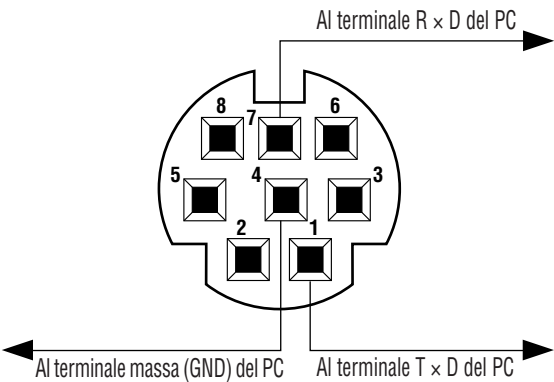 Al terminale R × D del PC
8
7
6
5
4
3
2
1
Al terminale massa (GND) del PC
Al terminale T × D del PC